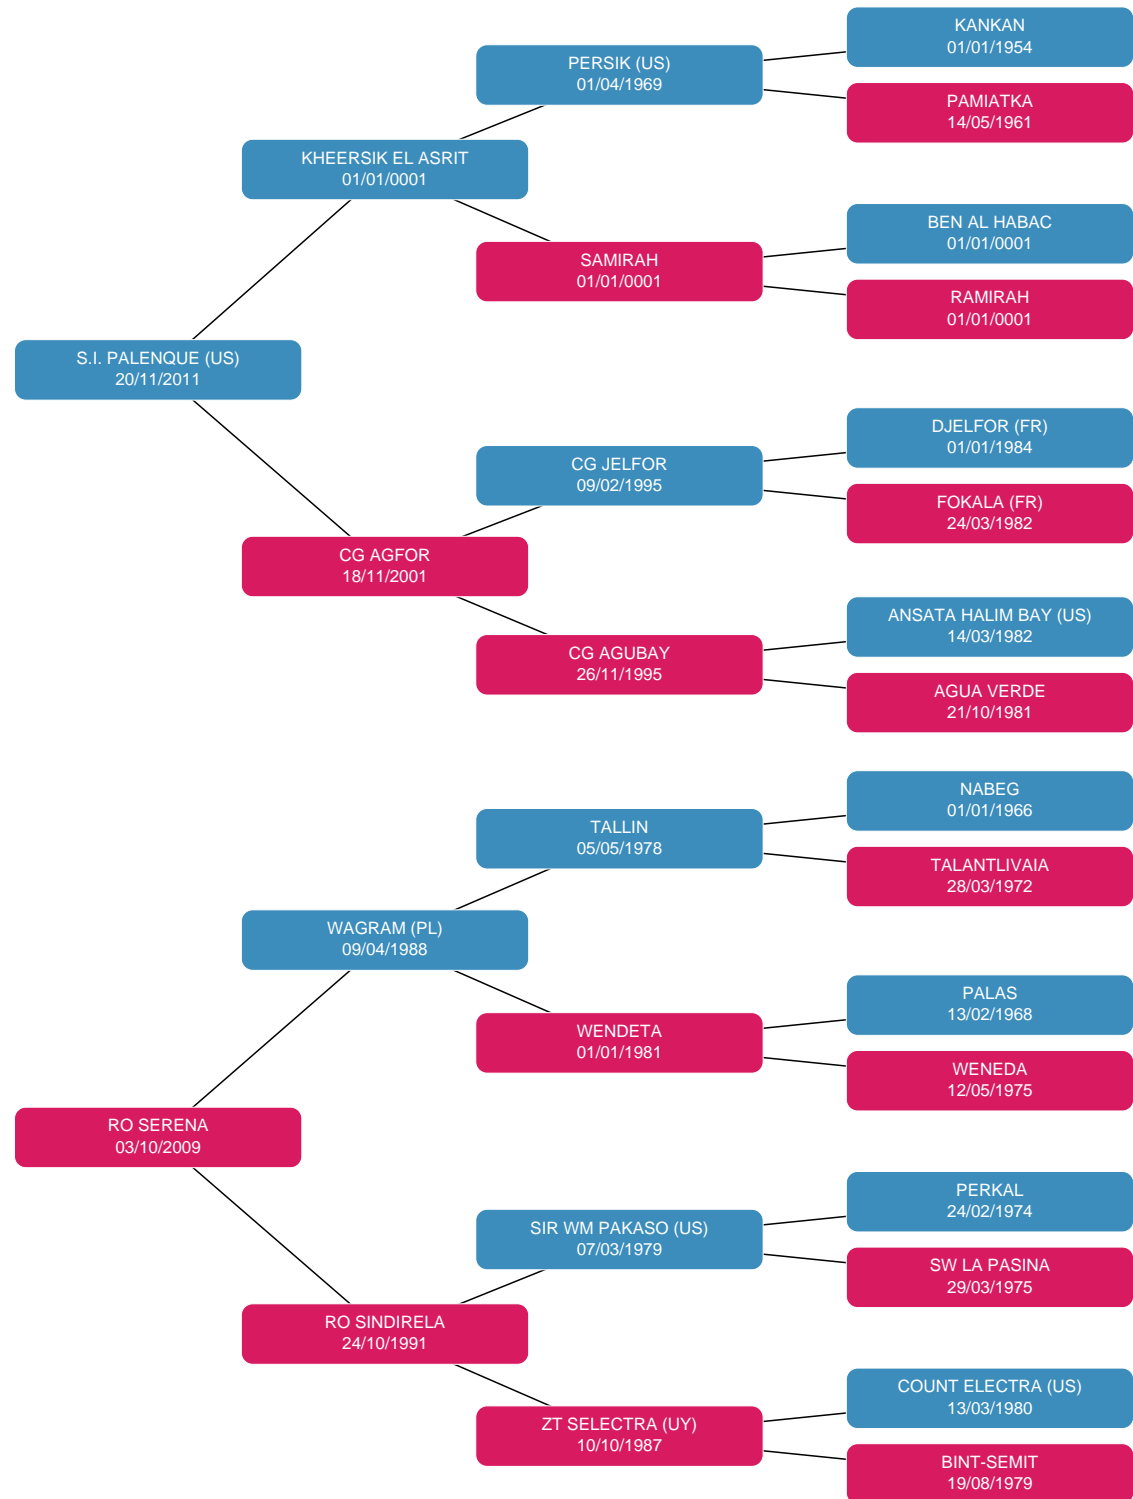 KANKAN
01/01/1954
PERSIK (US)
01/04/1969
PAMIATKA
14/05/1961
KHEERSIK EL ASRIT
01/01/0001
BEN AL HABAC
01/01/0001
SAMIRAH
01/01/0001
RAMIRAH
01/01/0001
S.I. PALENQUE (US)
20/11/2011
DJELFOR (FR)
01/01/1984
CG JELFOR
09/02/1995
FOKALA (FR)
24/03/1982
CG AGFOR
18/11/2001
ANSATA HALIM BAY (US)
14/03/1982
CG AGUBAY
26/11/1995
AGUA VERDE
21/10/1981
NABEG
01/01/1966
TALLIN
05/05/1978
TALANTLIVAIA
28/03/1972
WAGRAM (PL)
09/04/1988
PALAS
13/02/1968
WENDETA
01/01/1981
WENEDA
12/05/1975
RO SERENA
03/10/2009
PERKAL
24/02/1974
SIR WM PAKASO (US)
07/03/1979
SW LA PASINA
29/03/1975
RO SINDIRELA
24/10/1991
COUNT ELECTRA (US)
13/03/1980
ZT SELECTRA (UY)
10/10/1987
BINT-SEMIT
19/08/1979